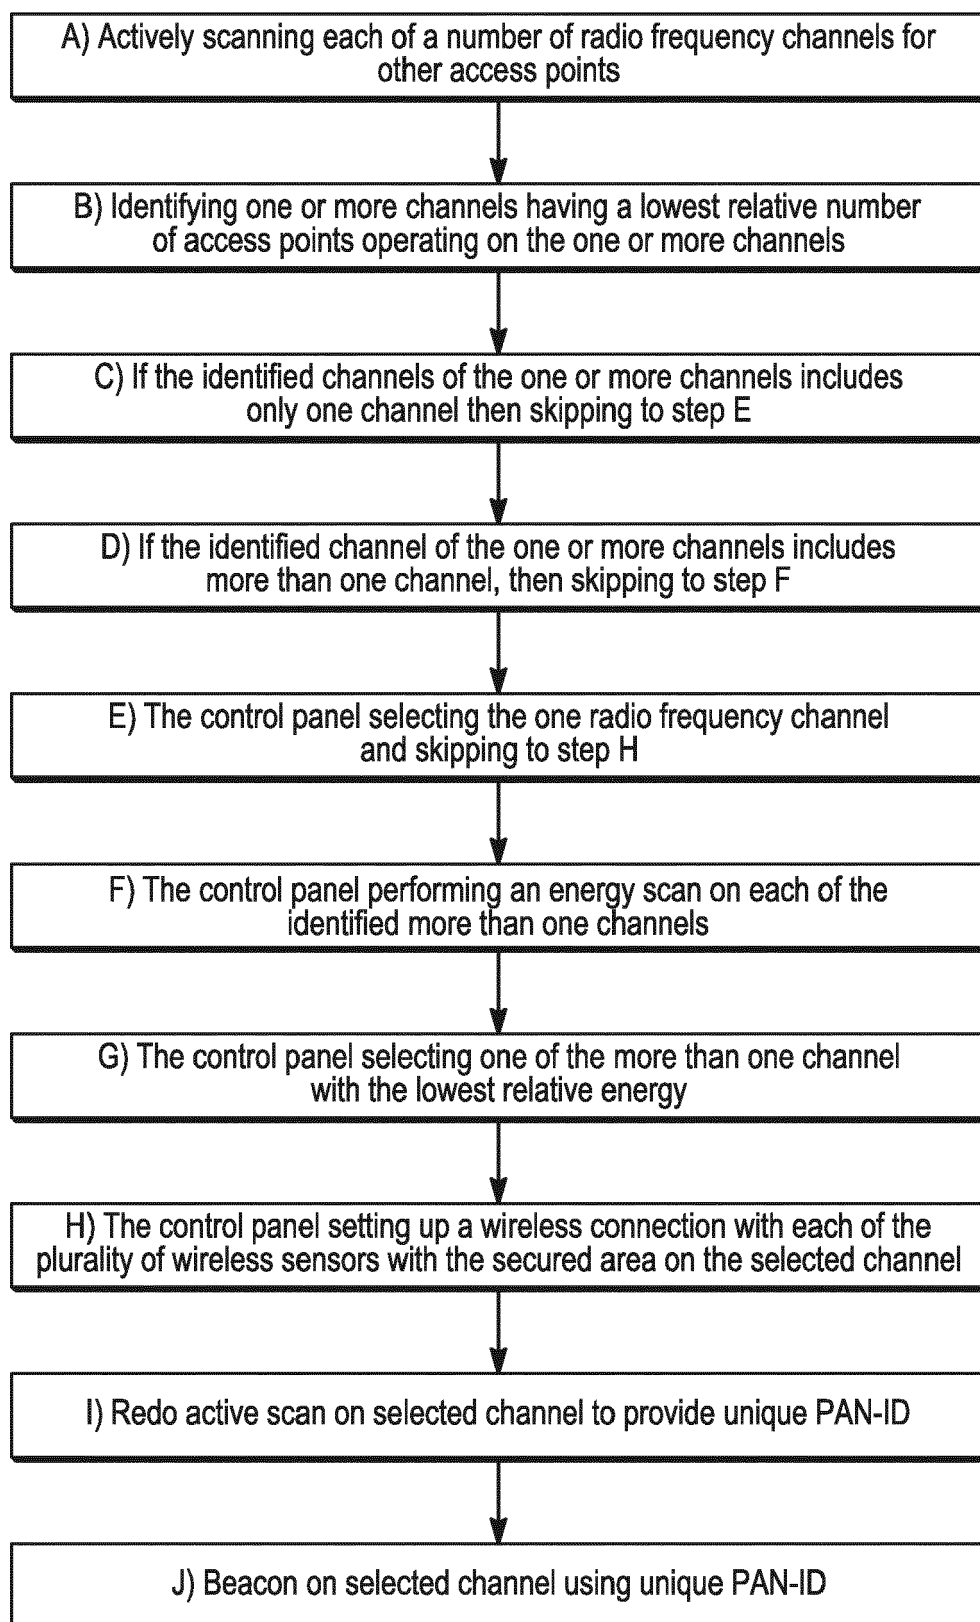 A) Actively scanning each of a number of radio frequency channels for
other access points
B) Identifying one or more channels having a lowest relative number
of access points operating on the one or more channels
C) If the identified channels of the one or more channels includes
only one channel then skipping to step E
D) If the identified channel of the one or more channels includes
more than one channel, then skipping to step F
E) The control panel selecting the one radio frequency channel
and skipping to step H
F) The control panel performing an energy scan on each of the
identified more than one channels
G) The control panel selecting one of the more than one channel
with the lowest relative energy
H) The control panel setting up a wireless connection with each of the
plurality of wireless sensors with the secured area on the selected channel
I) Redo active scan on selected channel to provide unique PAN-ID
J) Beacon on selected channel using unique PAN-ID